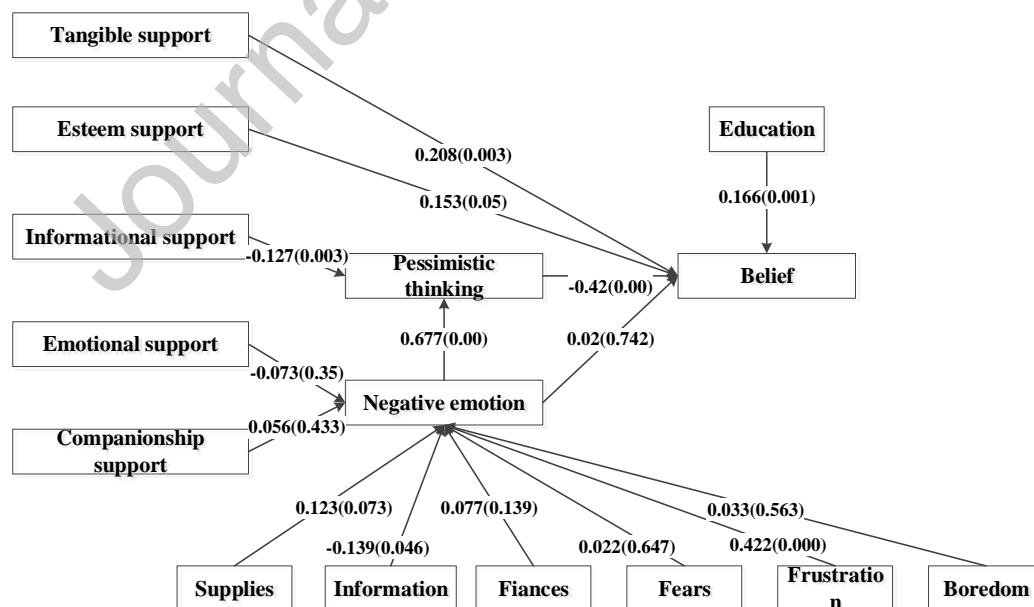 Journa
Tangible support
Esteem support
Education
0.208(0.003)
0.166(0.001)
0.153(0.05)
Informational support
-0.127(0.003)
Pessimistic
thinking
-0.42(0.00)
Belief
Emotional support
0.677(0.00)
0.02(0.742)
-0.073(0.35)
Negative emotion
Companionship
support
0.056(0.433)
0.123(0.073)
0.077(0.139)
0.033(0.563)
-0.139(0.046)
0.022(0.647)
0.422(0.000)
Supplies
Information
Fiances
Fears
Frustratio
n
Boredom